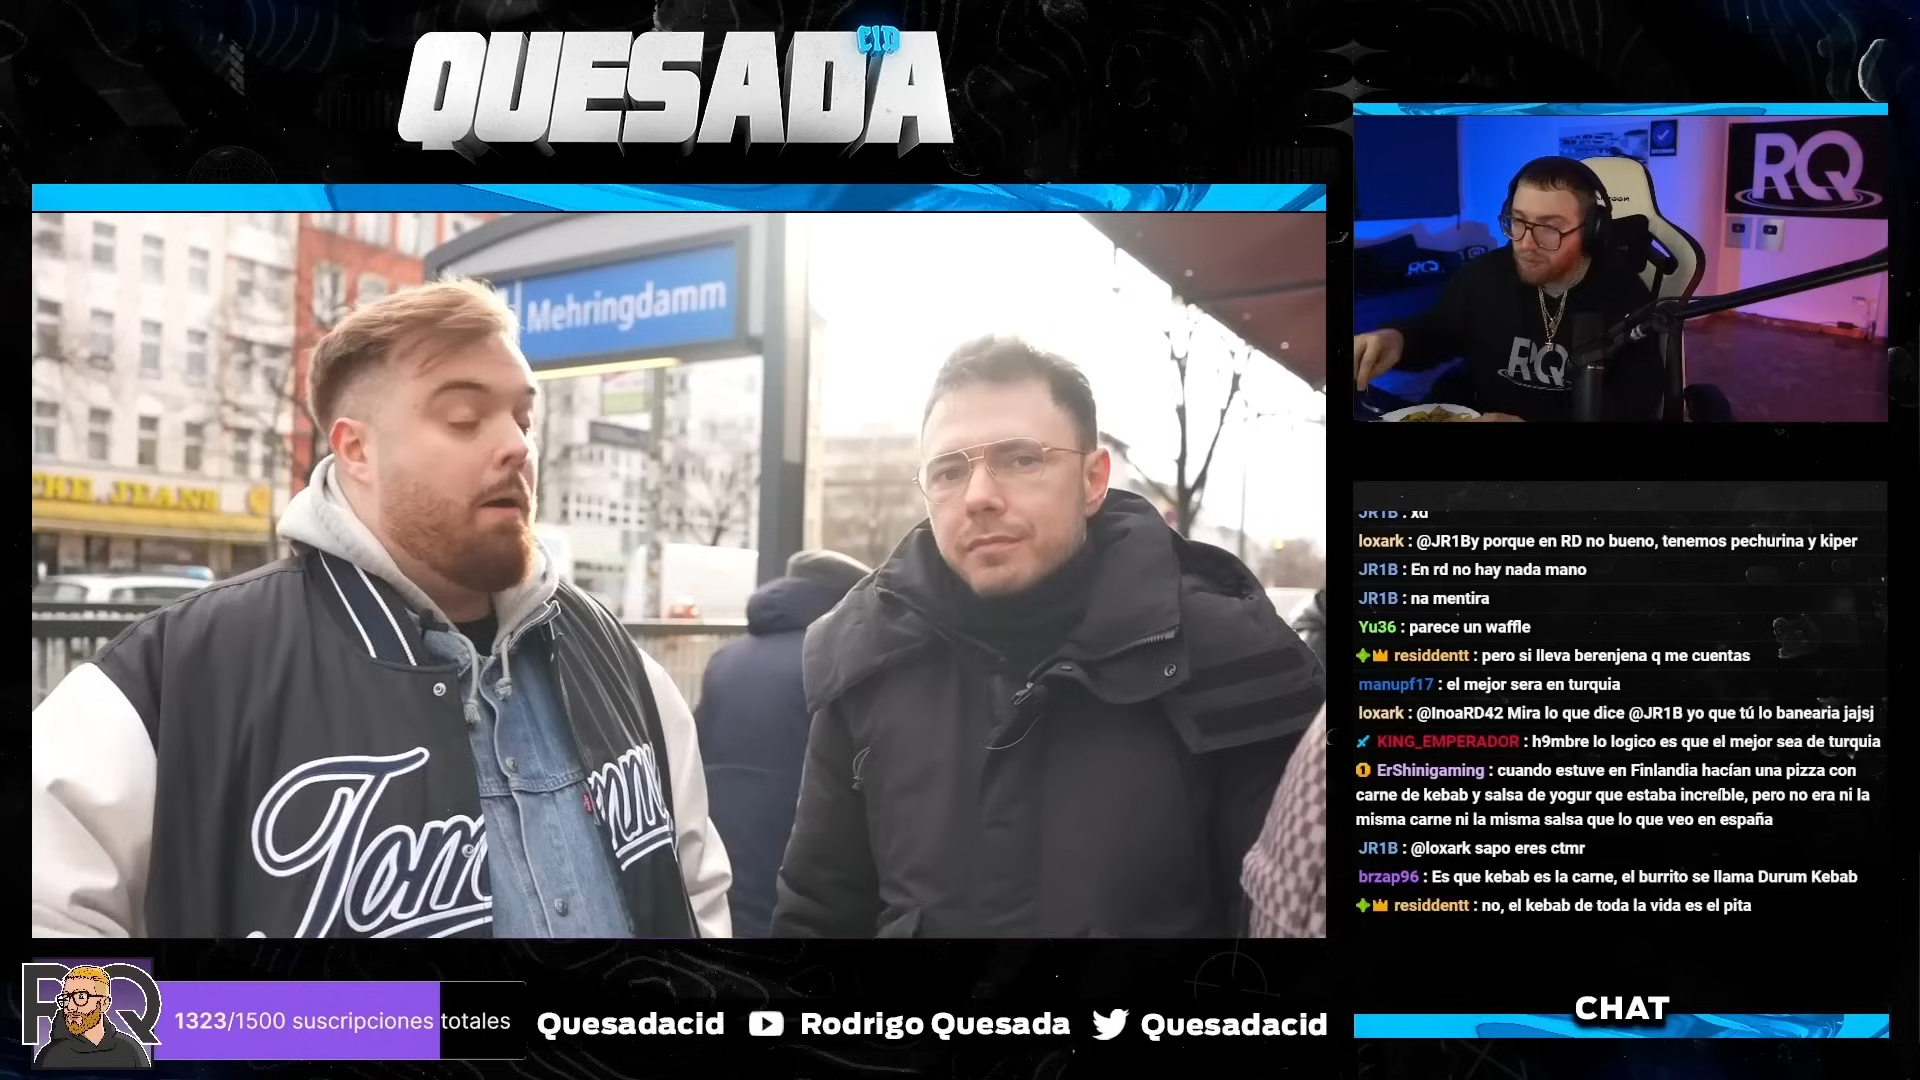 QUESADA
CID
Mehringdamm
RQ
RQ
RQ
JR1B : xd
loxark : @JR1By porque en RD no bueno, tenemos pechurina y kiper
JR1B : En rd no hay nada mano
JR1B : na mentira
Yu36 : parece un waffle
residdentt : pero si lleva berenjena q me cuentas
manupf17 : el mejor sera en turquia
loxark : @InoaRD42 Mira lo que dice @JR1B yo que tú lo banearia jajsj
KING_EMPERADOR : h9mbre lo logico es que el mejor sea de turquia
ErShinigaming : cuando estuve en Finlandia hacían una pizza con
carne de kebab y salsa de yogur que estaba increíble, pero no era ni la
misma carne ni la misma salsa que lo que veo en españa
JR1B : @loxark sapo eres ctmr
brzap96 : Es que kebab es la carne, el burrito se llama Durum Kebab
residdentt : no, el kebab de toda la vida es el pita
CHAT
RQ
1323/1500 suscripciones totales
Quesadacid
Rodrigo Quesada
Quesadacid